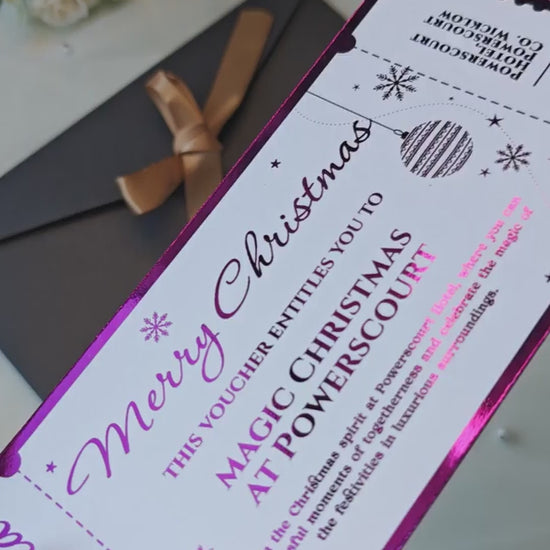 Merry Christmas
THIS VOUCHER ENTITLES YOU TO
MAGIC CHRISTMAS
AT POWERSCOURT
the Christmas spirit at Powerscourt Hotel, where you can
moments of togetherness and celebrate the magic of
the festivities in luxurious surroundings.
POWERSCOURT
HOTEL,
POWERSCOURT
CO. WICKLOW